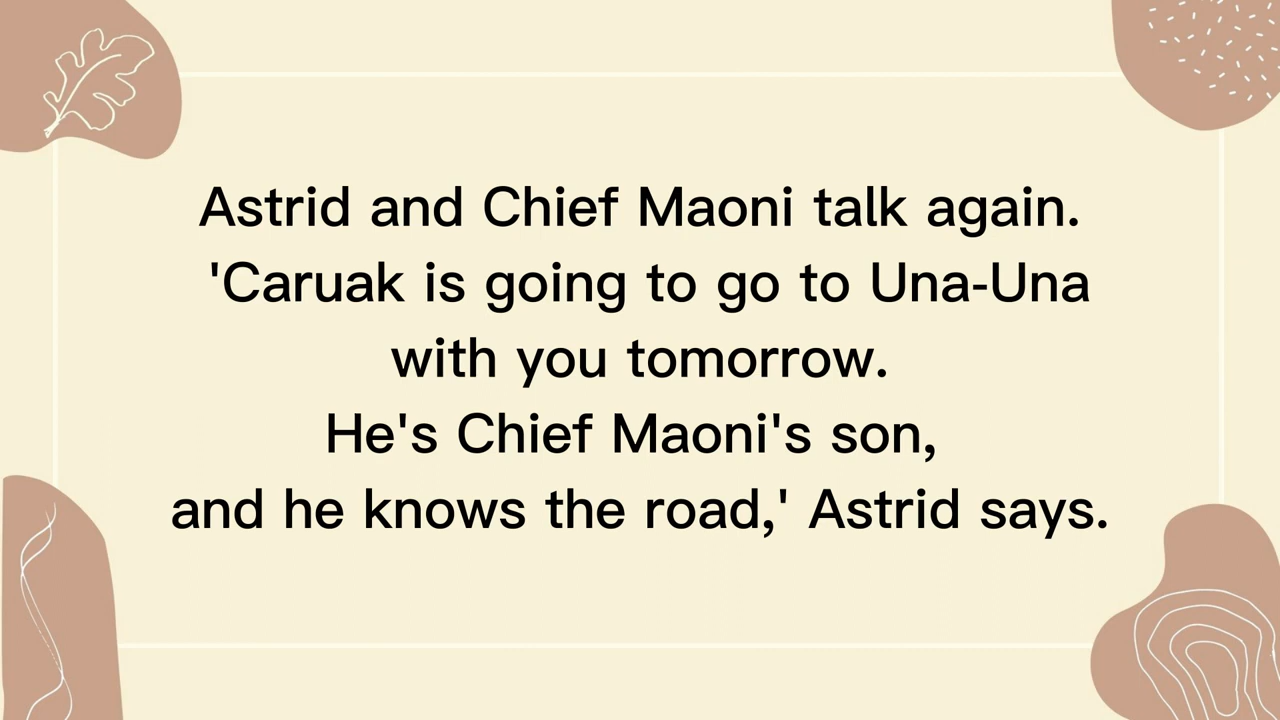 Astrid and Chief Maoni talk again.
'Caruak is going to go to Una-Una
with you tomorrow.
He's Chief Maoni's son,
and he knows the road,' Astrid says.